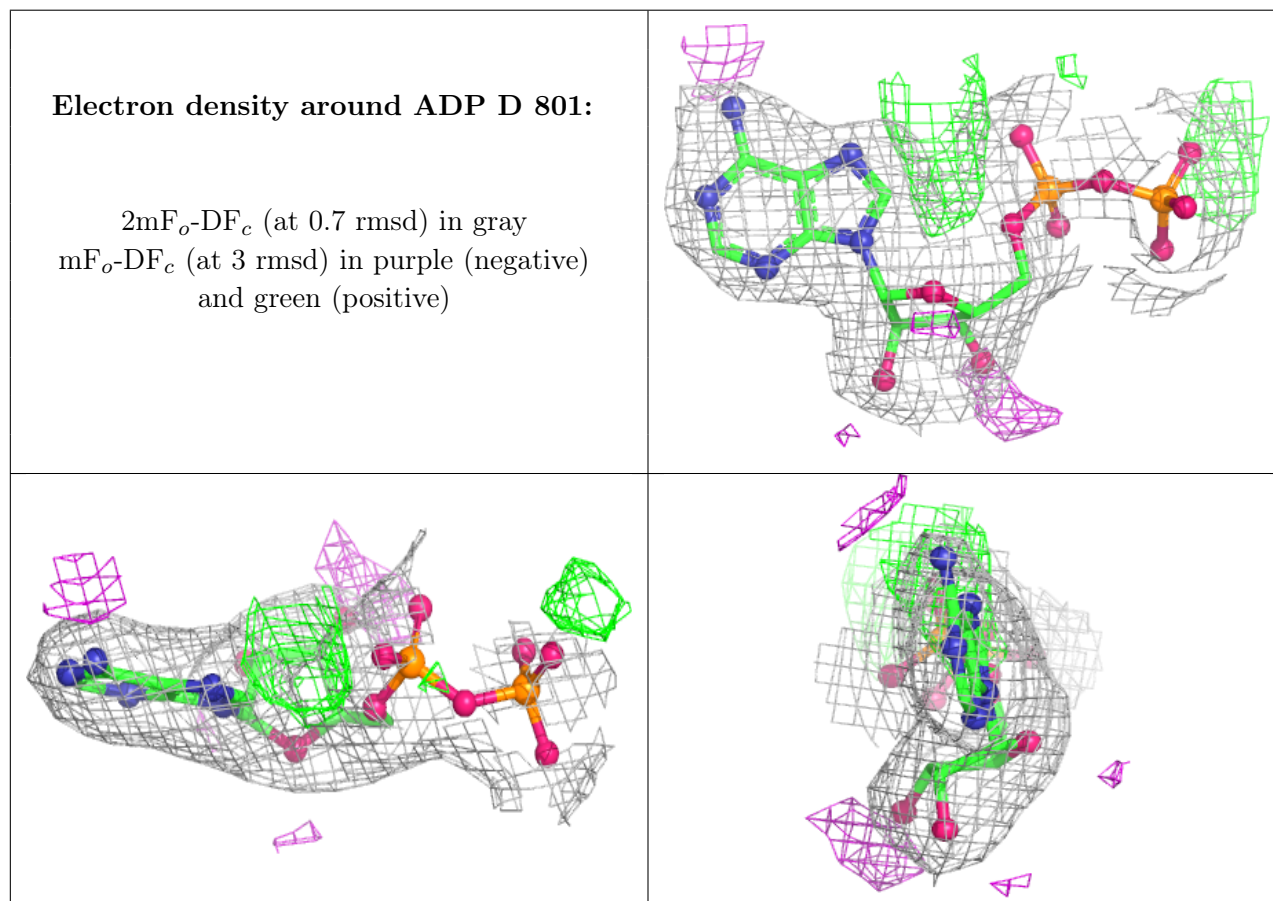 Electron density around ADP D 801:
2mFo-DFc (at 0.7 rmsd) in gray
mFo-DFc (at 3 rmsd) in purple (negative)
and green (positive)